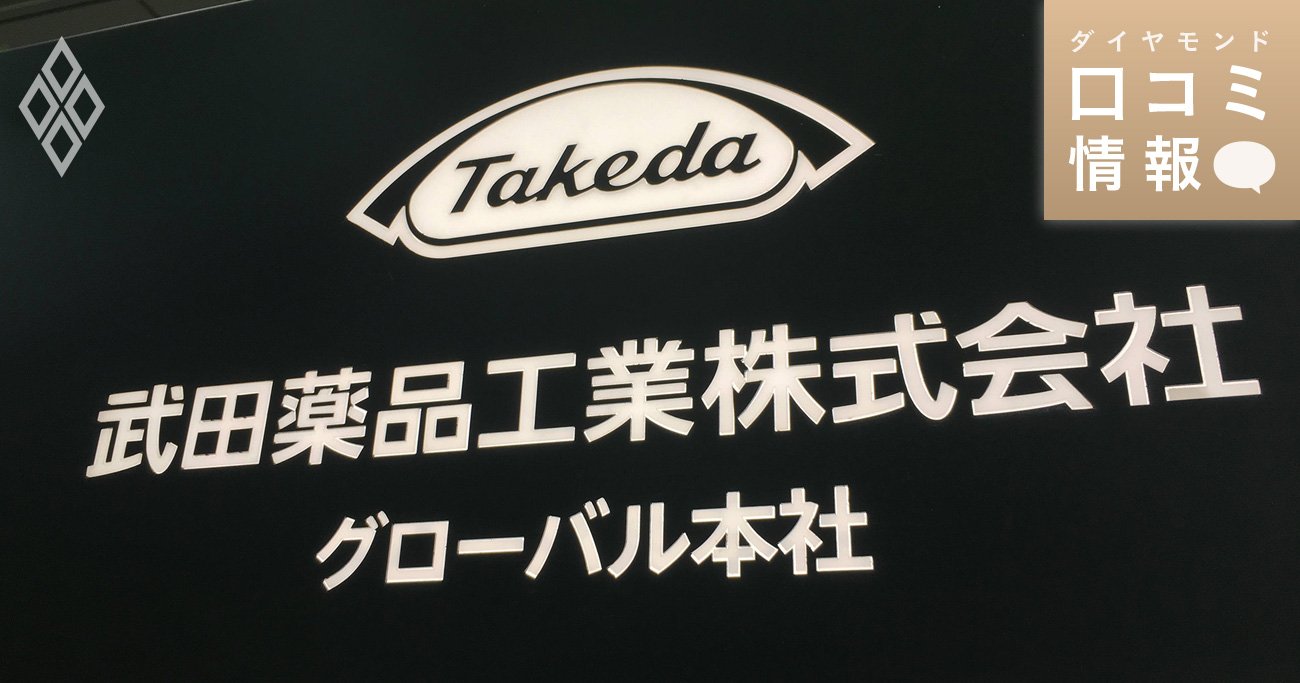 ダイヤモンド
口コミ
情報
Takeda
武田薬品工業株式会社
グローバル本社